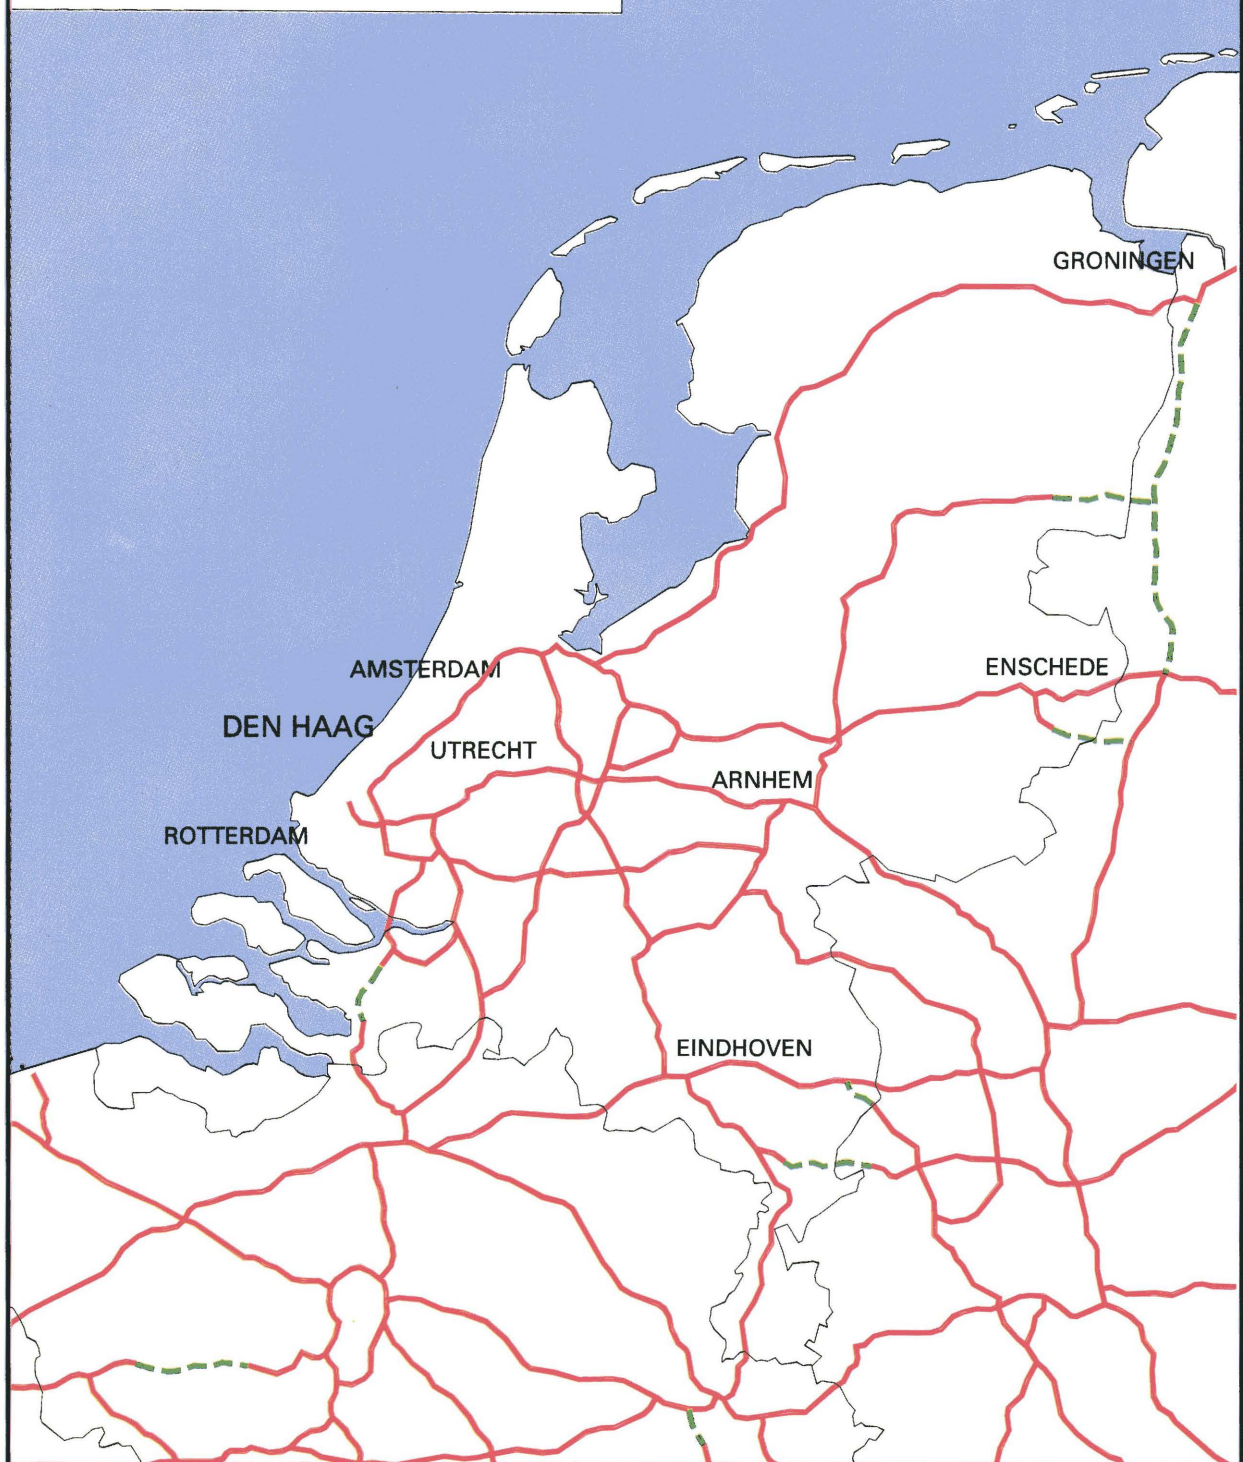 GRONINGEN
AMSTERDAM
ENSCHEDE
DEN HAAG
UTRECHT
ARNHEM
ROTTERDAM
EINDHOVEN